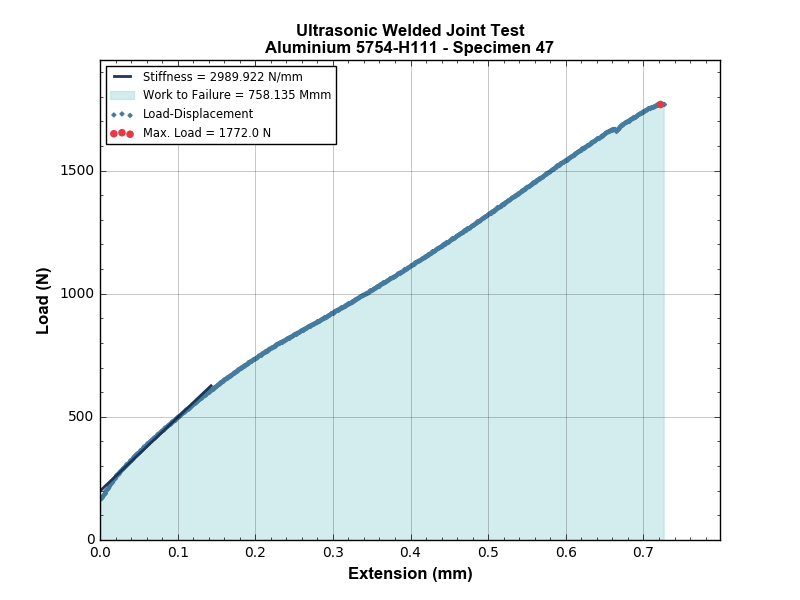 Ultrasonic Welded Joint Test
Aluminium 5754-H111 - Specimen 47
Stiffness = 2989.922 N/mm
Work to Failure = 758.135 Mmm
Load-Displacement
Max. Load = 1772.0 N
1500
1000
500
0
Load (N)
0.0 0.1 0.2 0.3 0.4 0.5 0.6 0.7
Extension (mm)